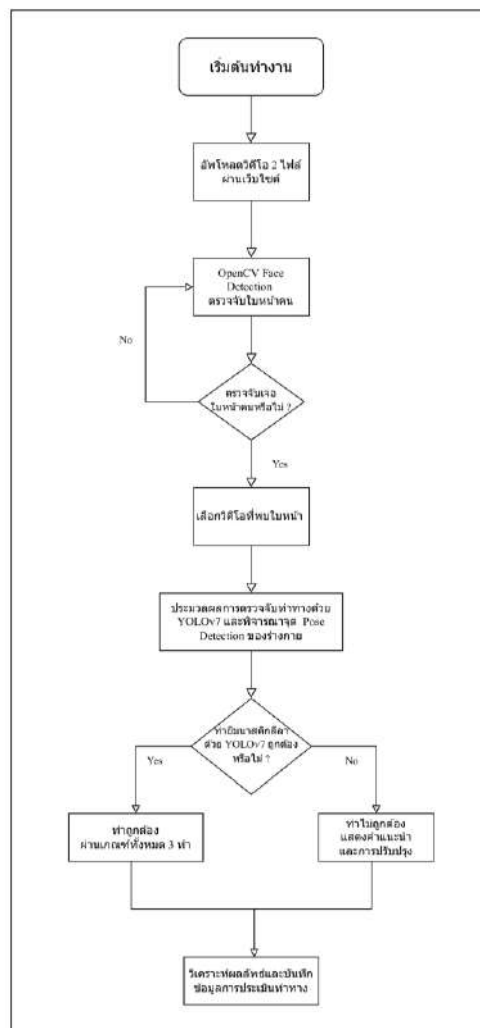 เริ่มต้นทำงาน
อัพโหลดวิดีโอ 2 ไฟล์
ผ่านเว็บไซต์
OpenCV Face
Detection
ตรวจจับใบหน้าคน
No
ตรวจจับเจอ
ใบหน้าคนหรือไม่ ?
Yes
เลือกวิดีโอที่พบใบหน้า
ประมวลผลการตรวจจับท่าทางด้วย
YOLOv7 และพิจารณาจุด Pose
Detection ของร่างกาย
ท่ายิมนาสติกลีลา
ด้วย YOLOv7 ถูกต้อง
หรือไม่ ?
Yes
No
ท่าถูกต้อง
ผ่านเกณฑ์ทั้งหมด 3 ท่า
ท่าไม่ถูกต้อง
แสดงคำแนะนำ
และการปรับปรุง
วิเคราะห์ผลลัพธ์และบันทึก
ข้อมูลการประเมินท่าทาง